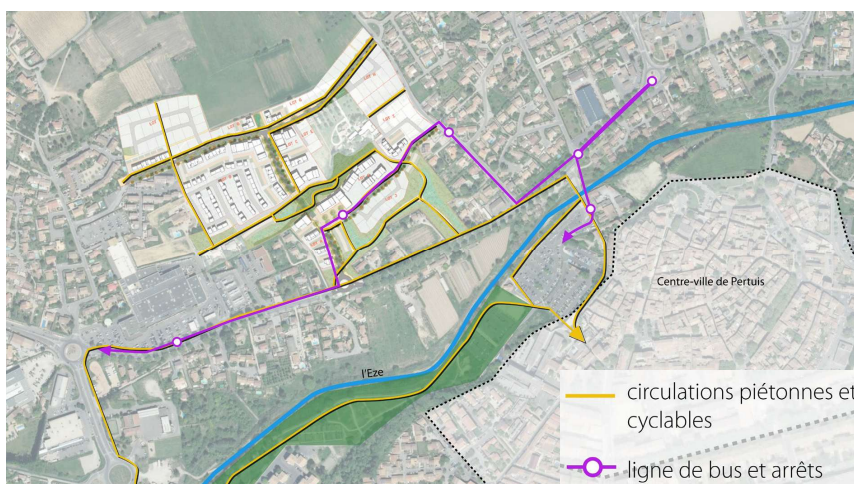 Centre-ville de Pertuis
l'Eze
circulations piétonnes et
cyclables
ligne de bus et arrêts